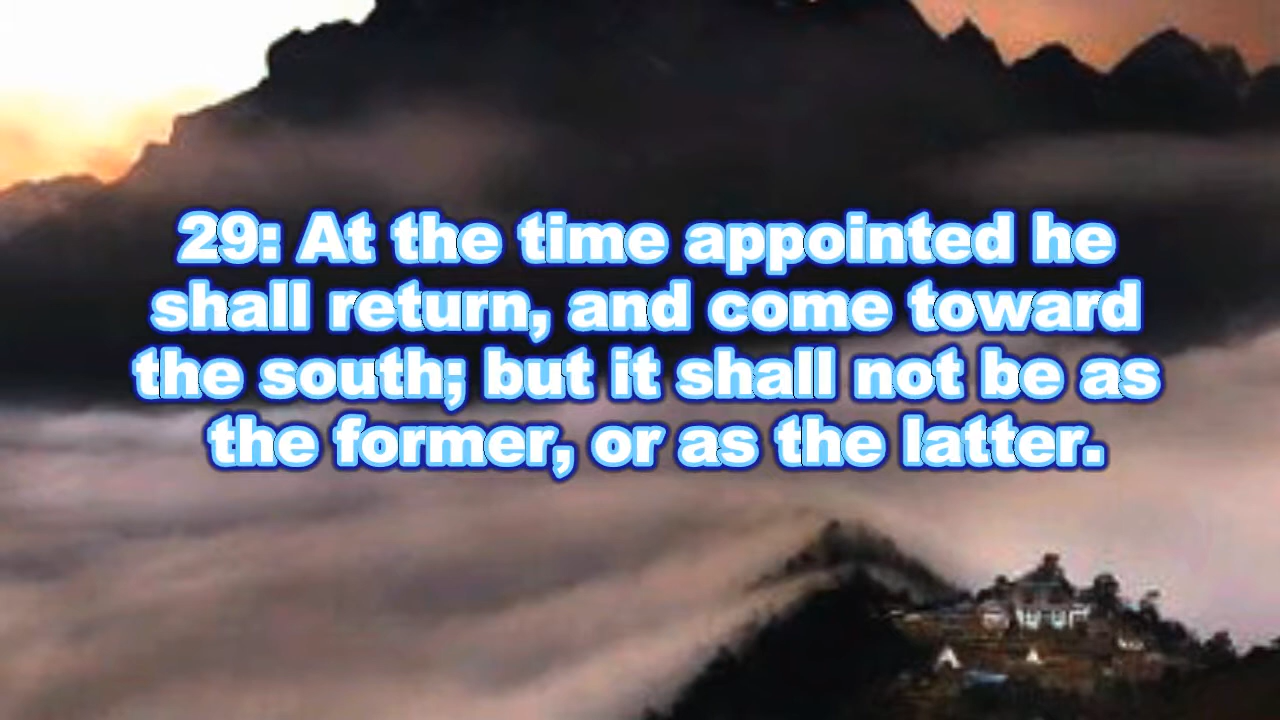 29: At the time appointed he
shall return, and come toward
the south; but it shall not be as
the former, or as the latter.